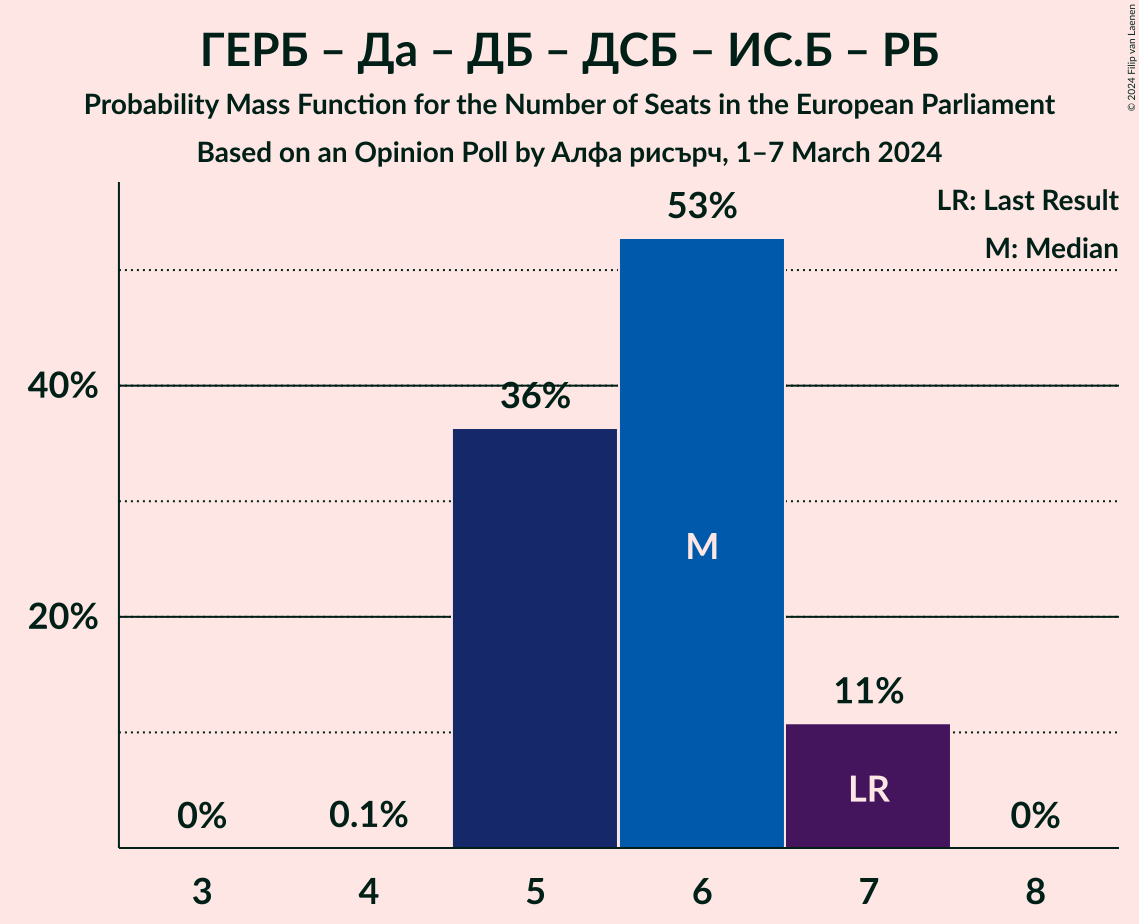 ГЕРБ – Да – ДБ – ДСБ – ИС.Б – РБ
Probability Mass Function for the Number of Seats in the European Parliament
Based on an Opinion Poll by Алфа рисърч, 1–7 March 2024
© 2024 Filip van Laenen
LR: Last Result
M: Median
53%
40%
36%
M
20%
11%
LR
0%
0.1%
0%
3
4
5
6
7
8